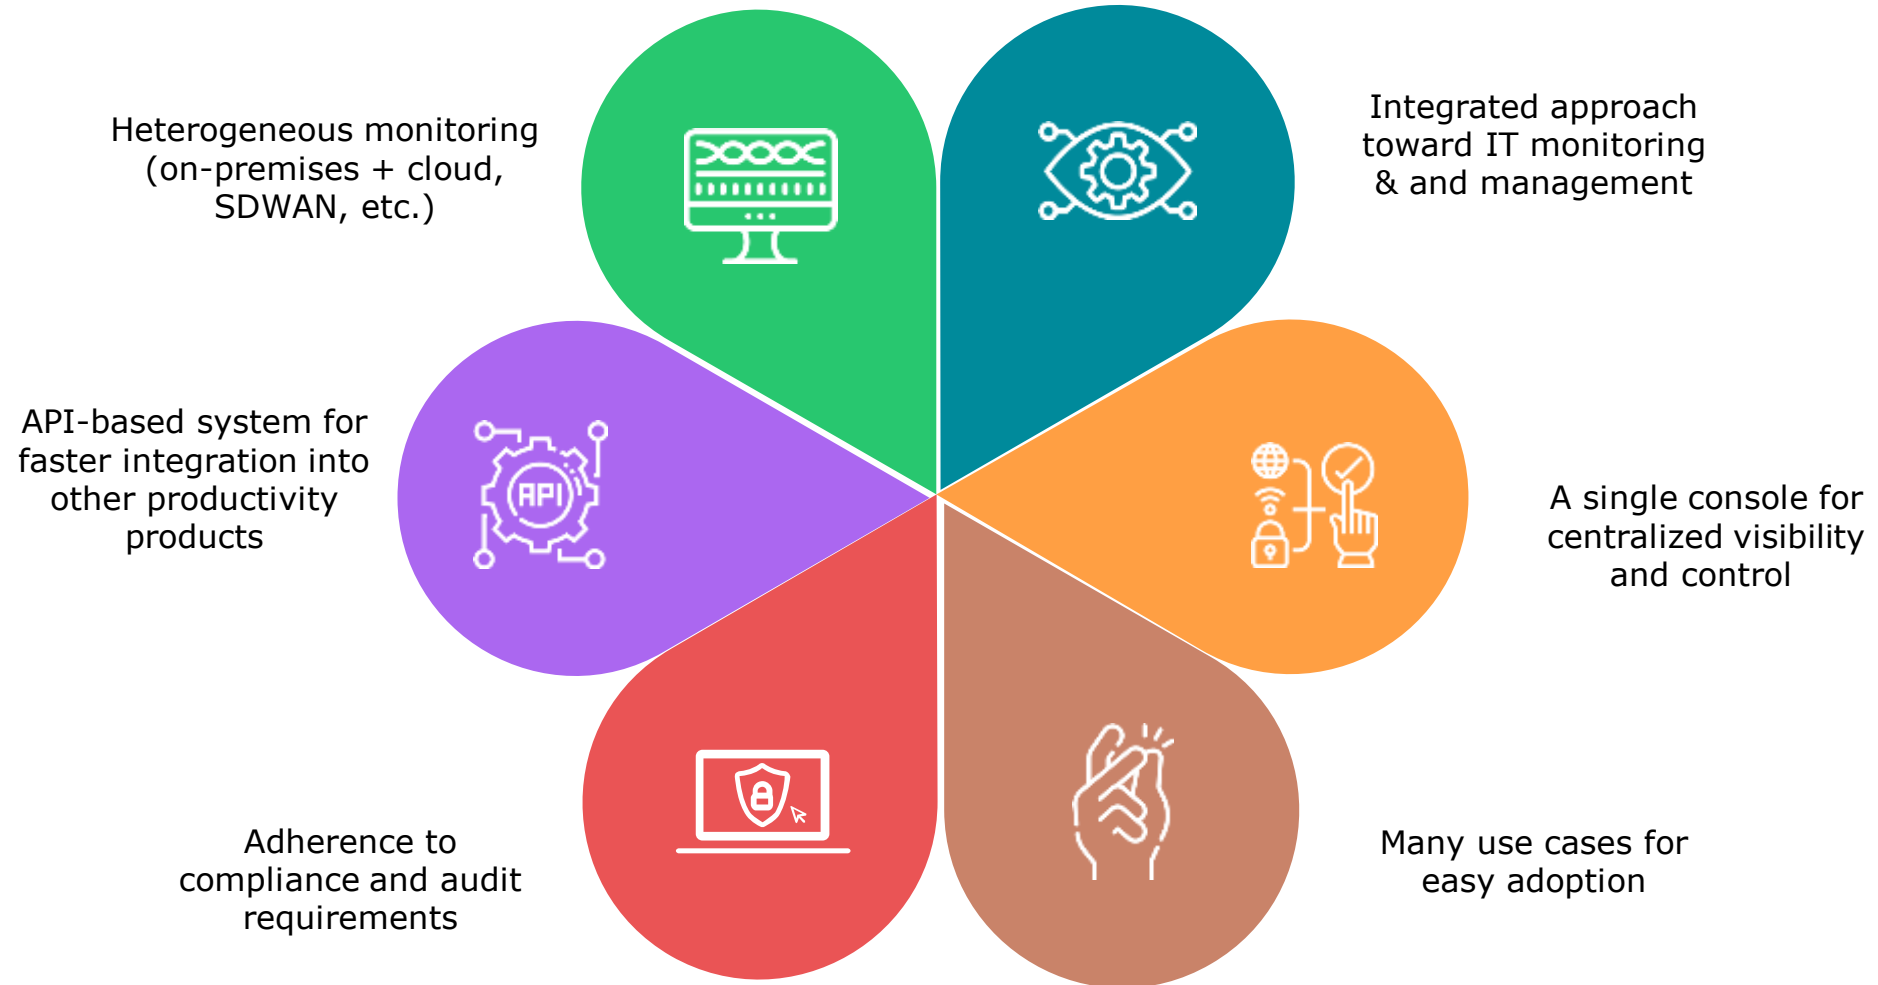 Heterogeneous monitoring
(on-premises + cloud,
SDWAN, etc.)
Integrated approach
toward IT monitoring
& and management
API-based system for
faster integration into
other productivity
products
API
A single console for
centralized visibility
and control
Adherence to
compliance and audit
requirements
Many use cases for
easy adoption